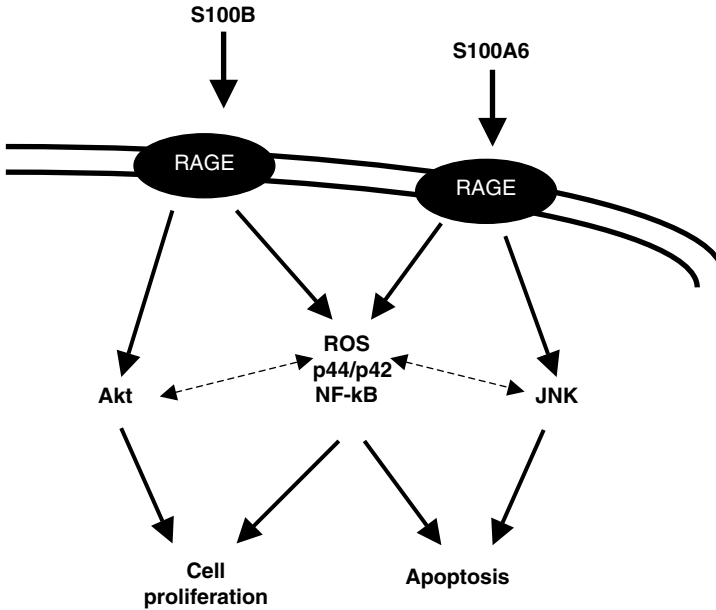 S100B
S100A6
RAGE
RAGE
ROS
p44/p42
NF-kB
Akt
JNK
Cell
proliferation
Apoptosis